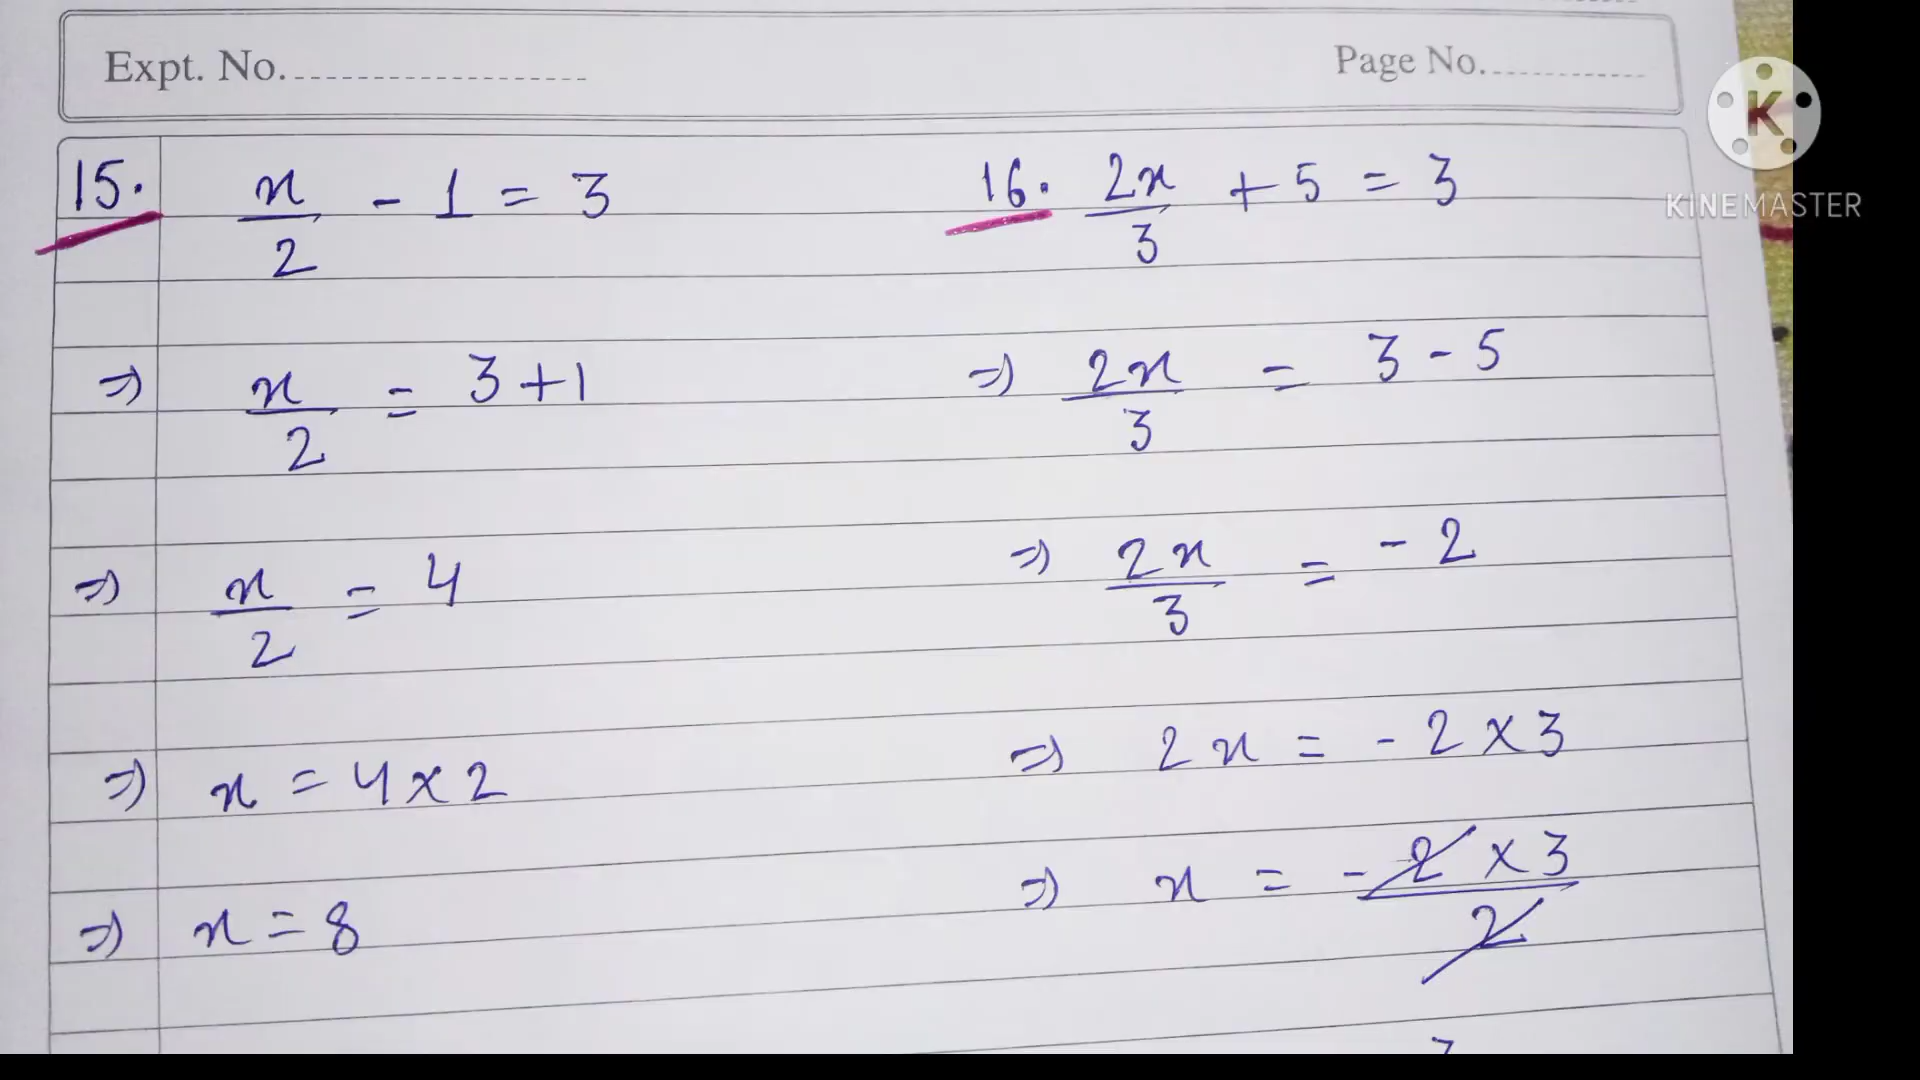 Expt. No.
Page No.
15. x/2 - 1 = 3
⇒ x/2 = 3+1
⇒ x/2 = 4
⇒ x = 4×2
⇒ x = 8
16. 2x/3 + 5 = 3
⇒ 2x/3 = 3 - 5
⇒ 2x/3 = - 2
⇒ 2x = - 2 × 3
⇒ x = - 2 × 3/2
K
KINEMASTER